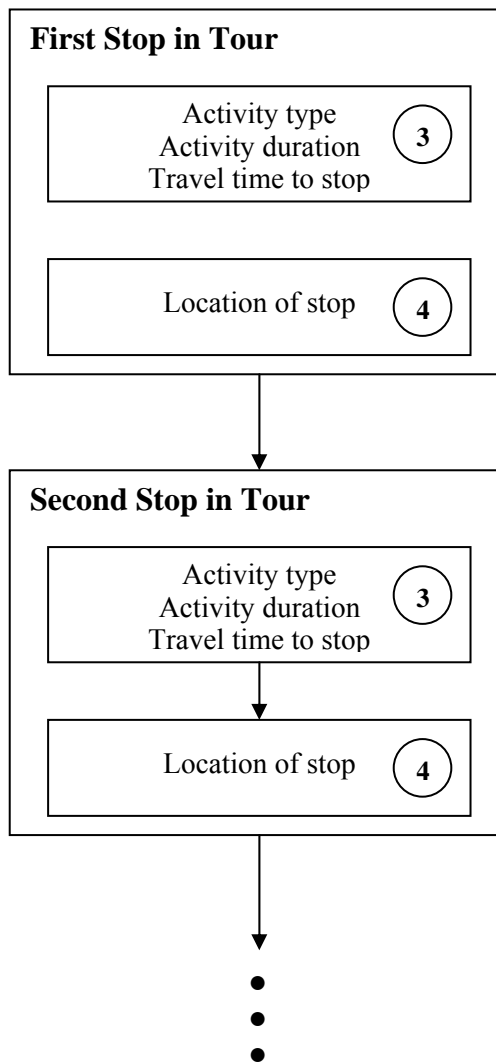 First Stop in Tour
Activity type
Activity duration
Travel time to stop
3
Location of stop
4
Second Stop in Tour
Activity type
Activity duration
Travel time to stop
3
Location of stop
4